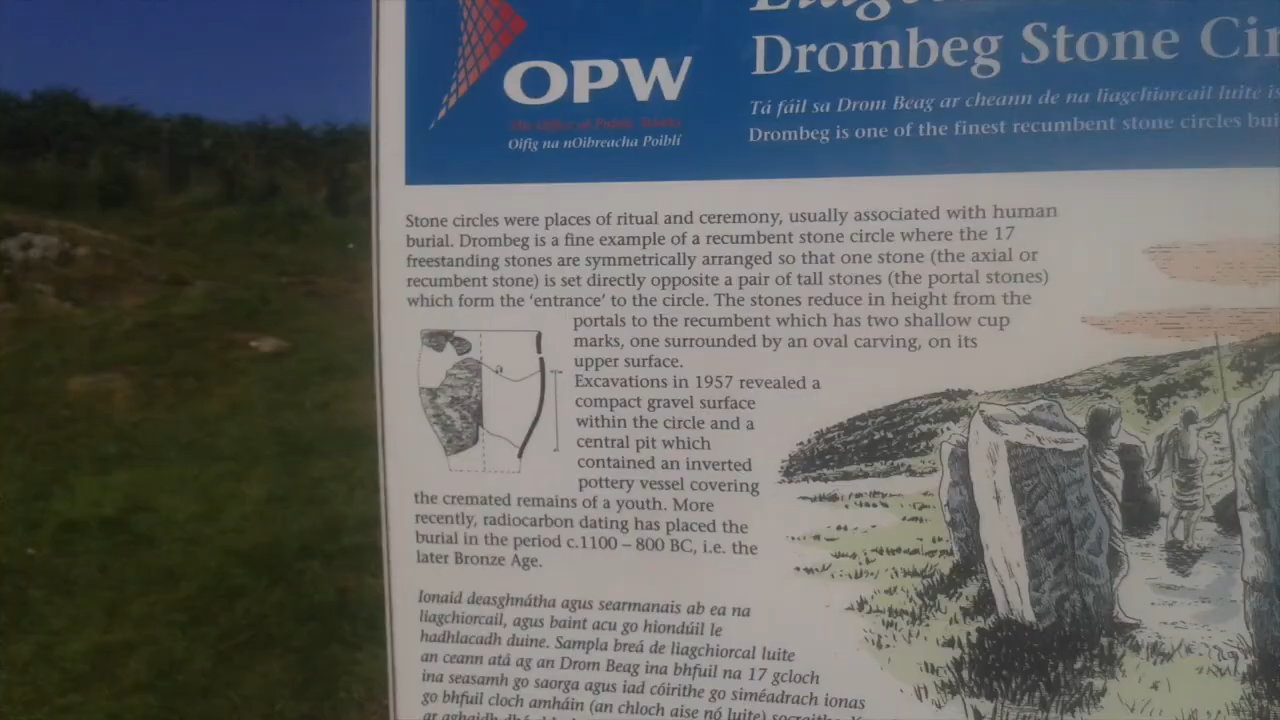 OPW
The Office of Public Works
Oifig na nOibreacha Poiblí
Drombeg Stone
Tá fáil sa Drom Beag ar cheann de na liagchiorcail luite is
Drombeg is one of the finest recumbent stone circles
Stone circles were places of ritual and ceremony, usually associated with human
burial. Drombeg is a fine example of a recumbent stone circle where the 17
freestanding stones are symmetrically arranged so that one stone (the axial or
recumbent stone) is set directly opposite a pair of tall stones (the portal stones)
which form the ‘entrance’ to the circle. The stones reduce in height from the
portals to the recumbent which has two shallow cup
marks, one surrounded by an oval carving, on its
upper surface.
Excavations in 1957 revealed a
compact gravel surface
within the circle and a
central pit which
contained an inverted
pottery vessel covering
the cremated remains of a youth. More
recently, radiocarbon dating has placed the
burial in the period c.1100 – 800 BC, i.e. the
later Bronze Age.
Ionaid deasghnátha agus searmanais ab ea na
liagchiorcail, agus baint acu go hiondúil le
hadhlacadh duine. Sampla breá de liagchiorcal luite
an ceann atá ag an Drom Beag ina bhfuil na 17 gcloch
ina seasamh go saorga agus iad cóirithe go siméadrach ionas
go bhfuil cloch amháin (an chloch aise nó luite)